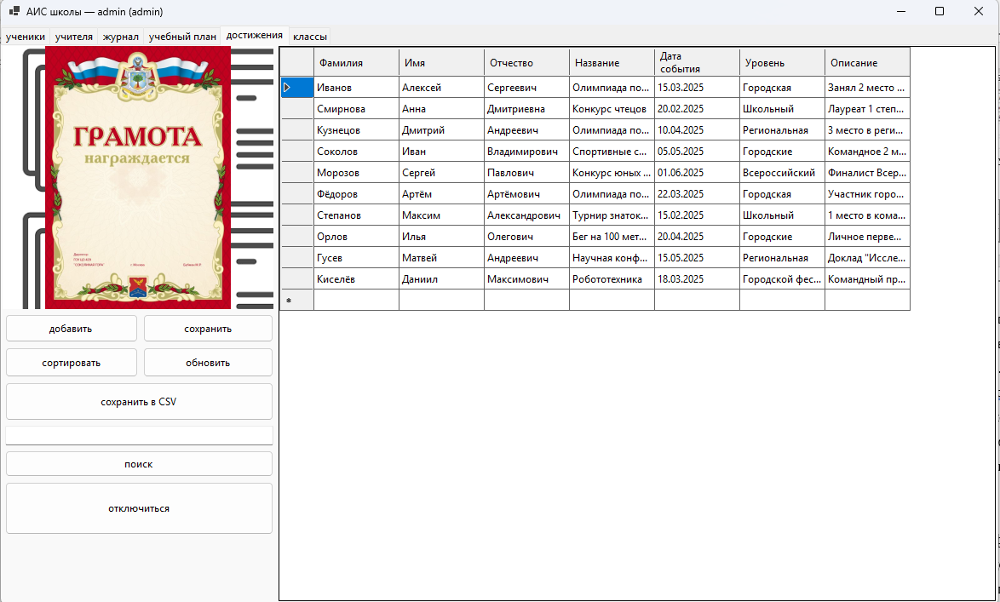 АИС школы — admin (admin)
ученики учителя журнал учебный план достижения классы
ГРАМОТА
награждается
добавить сохранить
сортировать обновить
сохранить в CSV
поиск
отключиться
Фамилия Имя Отчество Название Дата события Уровень Описание
Иванов Алексей Сергеевич Олимпиада по... 15.03.2025 Городская Занял 2 место ...
Смирнова Анна Дмитриевна Конкурс чтецов 20.02.2025 Школьный Лауреат 1 степ...
Кузнецов Дмитрий Андреевич Олимпиада по... 10.04.2025 Региональная 3 место в реги...
Соколов Иван Владимирович Спортивные с... 05.05.2025 Городские Командное 2 м...
Морозов Сергей Павлович Конкурс юных ... 01.06.2025 Всероссийский Финалист Всер...
Фёдоров Артём Артёмович Олимпиада по... 22.03.2025 Городская Участник горо...
Степанов Максим Александрович Турнир знаток... 15.02.2025 Школьный 1 место в кома...
Орлов Илья Олегович Бег на 100 мет... 20.04.2025 Городские Личное перве...
Гусев Матвей Андреевич Научная конф... 15.05.2025 Региональная Доклад "Иссле...
Киселёв Даниил Максимович Робототехника 18.03.2025 Городской фес... Командный пр...